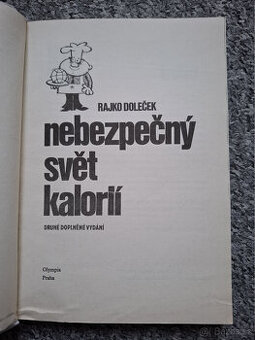 RAJKO DOLEČEK
nebezpečný
svět
kalorií
DRUHÉ DOPLNĚNÉ VYDÁNÍ
Olympia
Praha